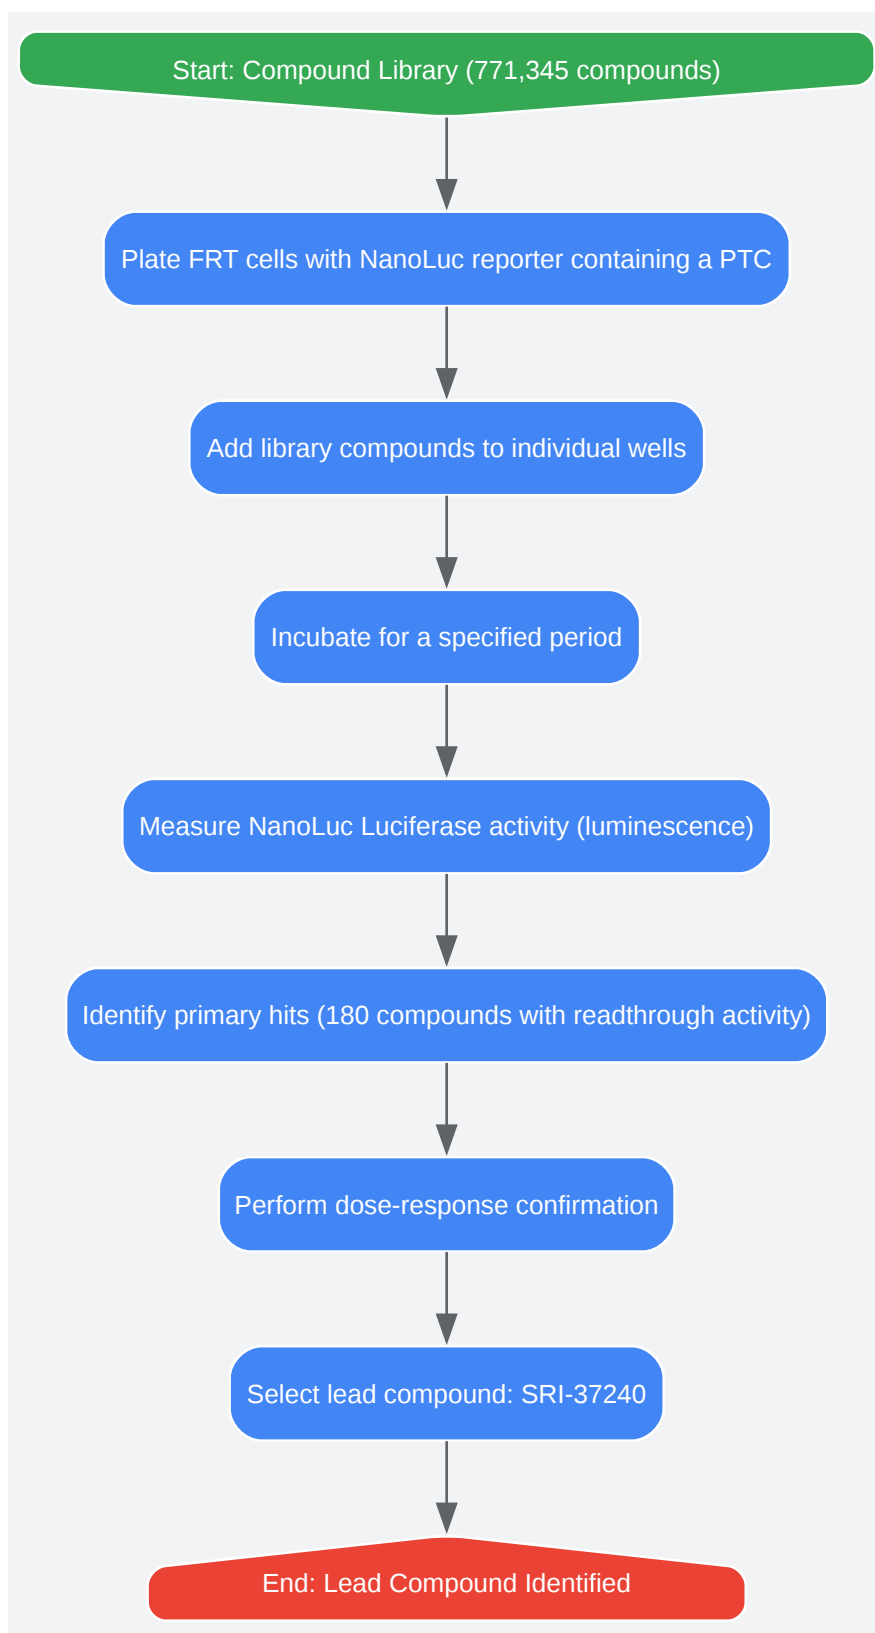 Start: Compound Library (771,345 compounds)
Plate FRT cells with NanoLuc reporter containing a PTC
Add library compounds to individual wells
Incubate for a specified period
Measure NanoLuc Luciferase activity (luminescence)
Identify primary hits (180 compounds with readthrough activity)
Perform dose-response confirmation
Select lead compound: SRI-37240
End: Lead Compound Identified